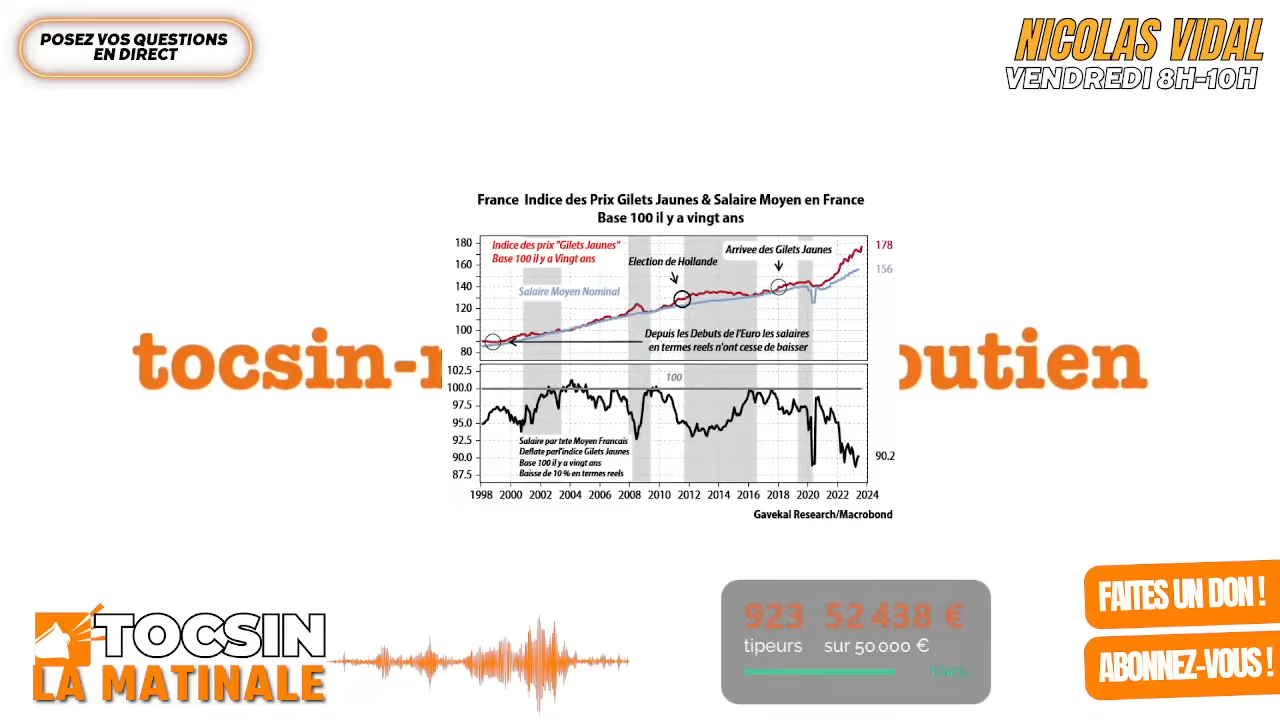 POSEZ VOS QUESTIONS
EN DIRECT
NICOLAS VIDAL
VENDREDI 8H-10H
France Indice des Prix Gilets Jaunes & Salaire Moyen en France
Base 100 il y a vingt ans
180
160
140
120
100
80
Indice des prix "Gilets Jaunes"
Base 100 il y a Vingt ans
Election de Hollande
Arrivee des Gilets Jaunes
178
156
Salaire Moyen Nominal
Depuis les Debuts de l'Euro les salaires
en termes reels n'ont cesse de baisser
tocsin-
outien
102.5
100.0
97.5
95.0
92.5
90.0
87.5
100
90.2
Salaire par tete Moyen Francais
Deflate parl'indice Gilets Jaunes
Base 100 il y a vingt ans
Baisse de 10 % en termes reels
1998 2000 2002 2004 2006 2008 2010 2012 2014 2016 2018 2020 2022 2024
Gavekal Research/Macrobond
TOCSIN
LA MATINALE
923 52 438 €
tipeurs sur 50 000 €
FAITES UN DON !
ABONNEZ-VOUS !